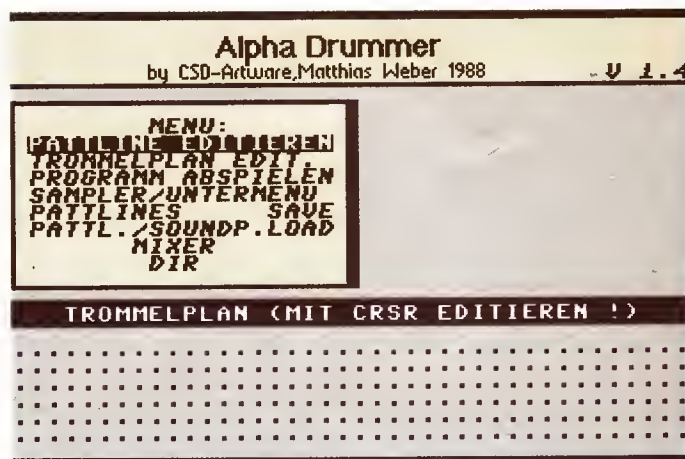 Alpha Drummer
by CSD-Artware,Matthias Weber 1988
V 1.4
MENU:
PATTLINE EDITIEREN
TROMMELPLAN EDIT.
PROGRAMM ABSPIELEN
SAMPLER/UNTERMENU
PATTLINES SAVE
PATTL./SOUNDP.LOAD
MIXER
DIR
TROMMELPLAN (MIT CRSR EDITIEREN !)